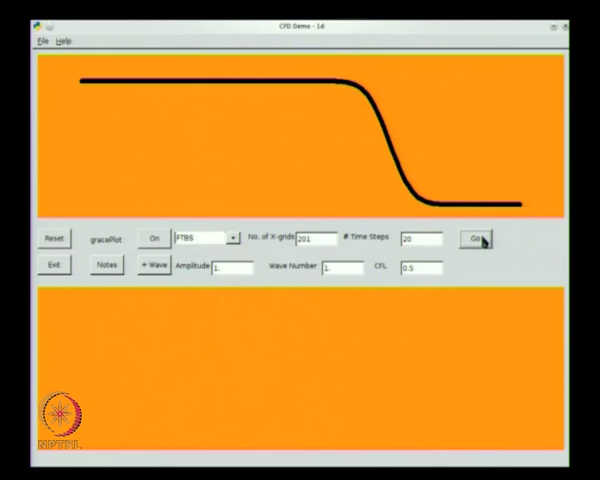 CFD Demo - 1d
File Help
Reset gracePlot On FTBS No. of X-grids 201 # Time Steps 20 Go
Exit Notes + Wave Amplitude 1. Wave Number 1. CFL 0.5
NPTEL